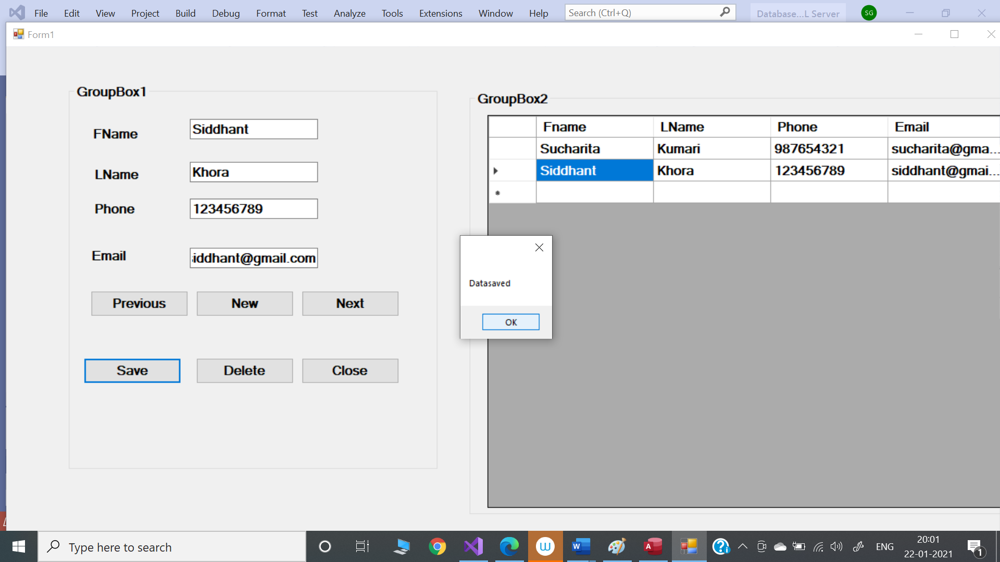 File Edit View Project Build Debug Format Test Analyze Tools Extensions Window Help Search (Ctrl+Q) Database...L Server SG
Form1
GroupBox1
FName Siddhant
LName Khora
Phone 123456789
Email siddhant@gmail.com
Previous New Next
Save Delete Close
GroupBox2
Fname LName Phone Email
Sucharita Kumari 987654321 sucharita@gma...
Siddhant Khora 123456789 siddhant@gmai...
Datasaved
OK
Type here to search
ENG
20:01
22-01-2021
1